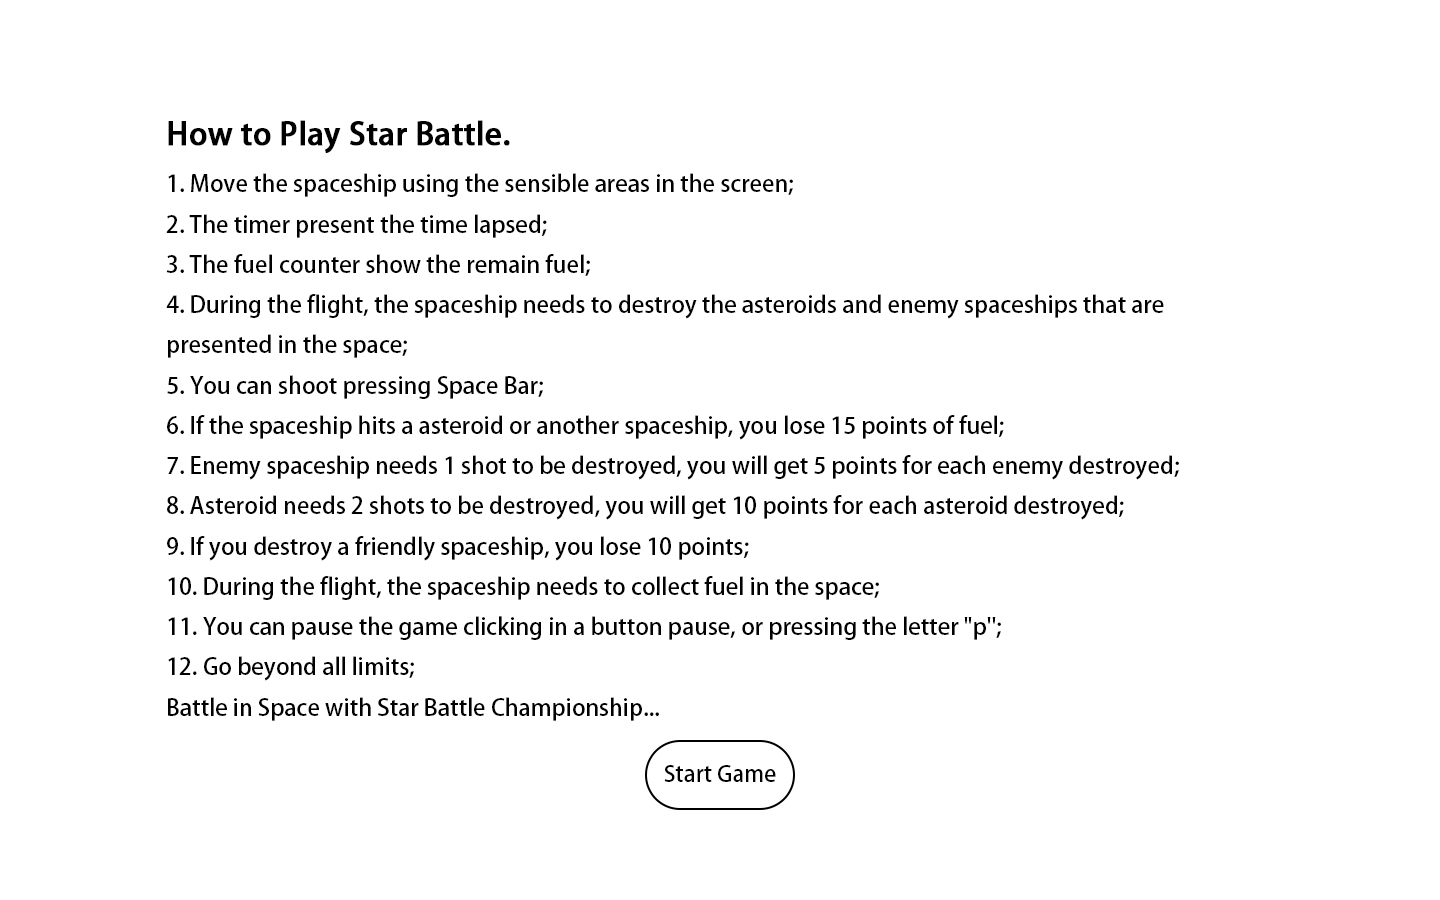 How to Play Star Battle.
1. Move the spaceship using the sensible areas in the screen;
2. The timer present the time lapsed;
3. The fuel counter show the remain fuel;
4. During the flight, the spaceship needs to destroy the asteroids and enemy spaceships that are
presented in the space;
5. You can shoot pressing Space Bar;
6. If the spaceship hits a asteroid or another spaceship, you lose 15 points of fuel;
7. Enemy spaceship needs 1 shot to be destroyed, you will get 5 points for each enemy destroyed;
8. Asteroid needs 2 shots to be destroyed, you will get 10 points for each asteroid destroyed;
9. If you destroy a friendly spaceship, you lose 10 points;
10. During the flight, the spaceship needs to collect fuel in the space;
11. You can pause the game clicking in a button pause, or pressing the letter "p";
12. Go beyond all limits;
Battle in Space with Star Battle Championship...
Start Game